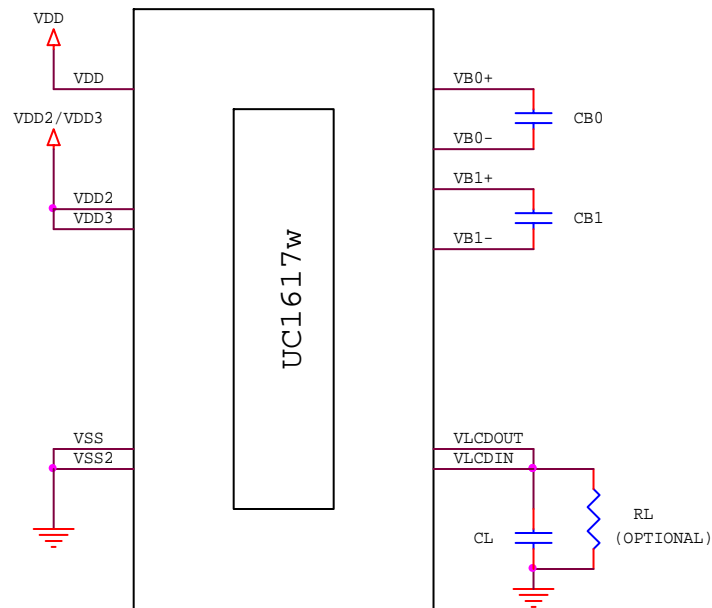 VDD
VDD
VB0+
CB0
VDD2/VDD3
VB0-
VB1+
VDD2
VDD3
CB1
VB1-
UC1617w
VSS
VSS2
VLCDOUT
VLCDIN
RL
CL
(OPTIONAL)